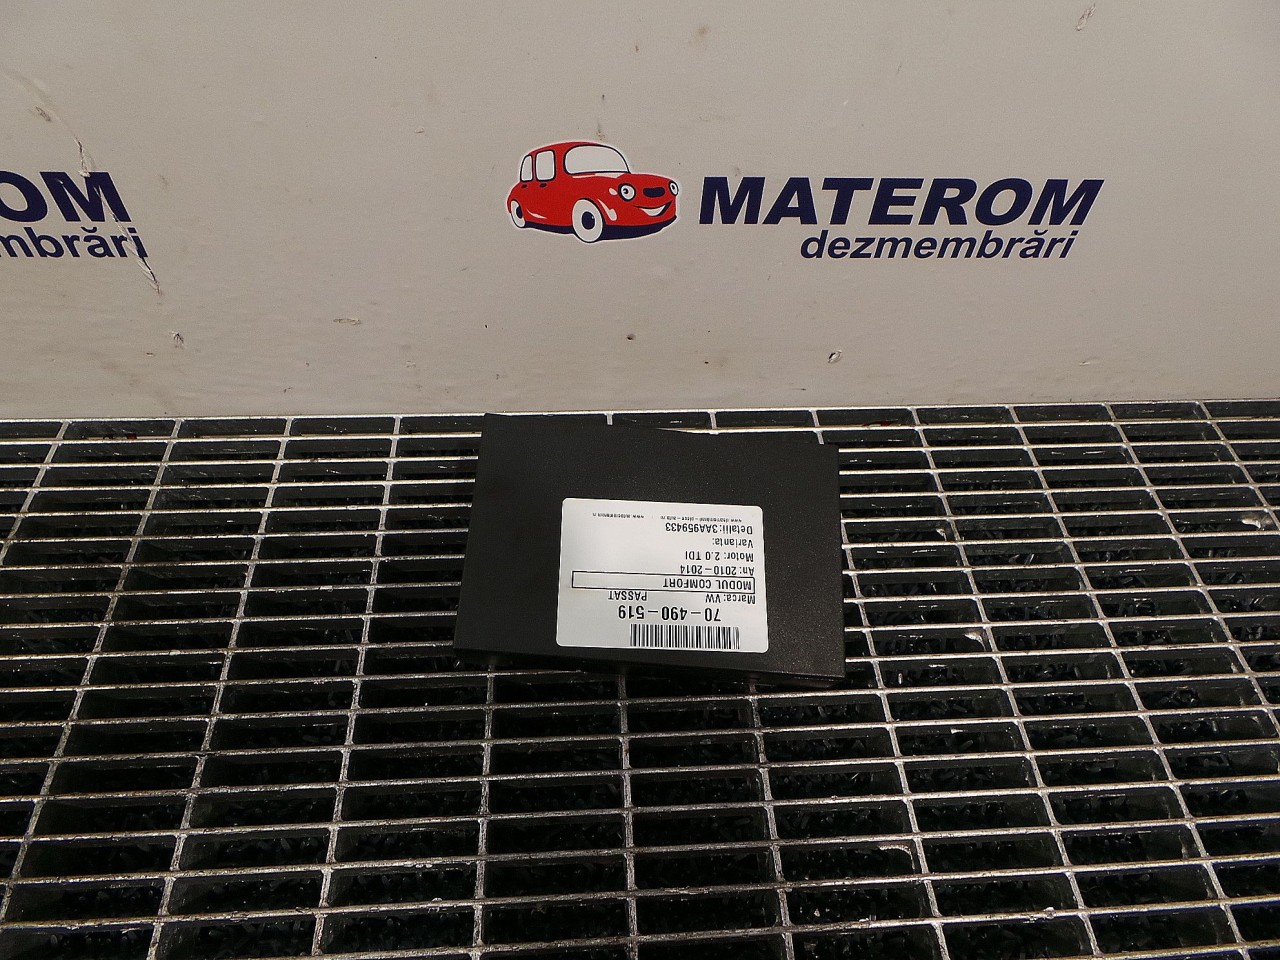 OM
mbrări
MATEROM
dezmembrări
70-490-519
Marca: VW PASSAT
MODUL COMFORT
An: 2010-2014
Motor: 2.0 TDI
Varianta:
Detalii: 3AA959433